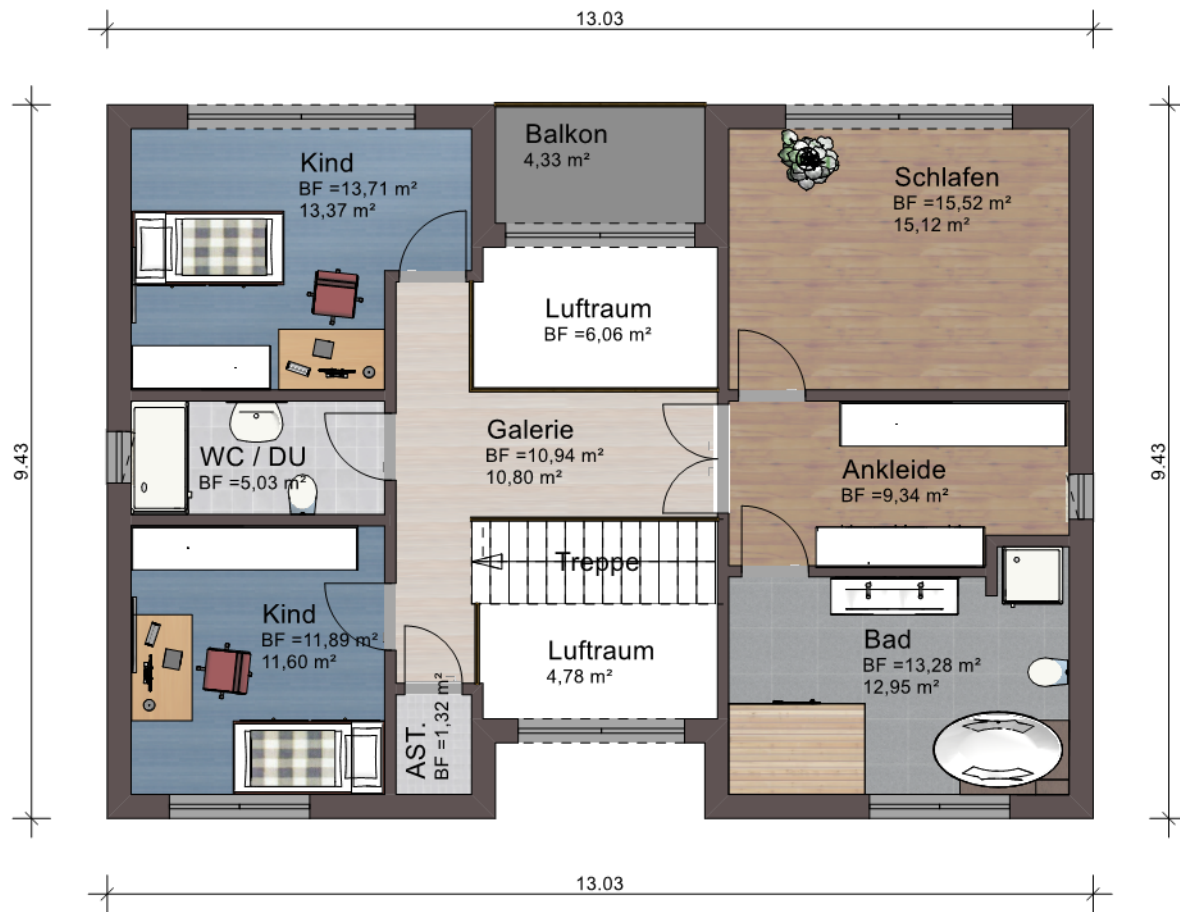 13.03
Balkon
4,33 m²
Kind
BF =13,71 m²
13,37 m²
Schlafen
BF =15,52 m²
15,12 m²
Luftraum
BF =6,06 m²
9.43
WC / DU
BF =5,03 m²
Galerie
BF =10,94 m²
10,80 m²
Ankleide
BF =9,34 m²
9.43
Treppe
Kind
BF =11,89 m²
11,60 m²
Luftraum
4,78 m²
Bad
BF =13,28 m²
12,95 m²
AST.
BF =1,32 m²
13.03